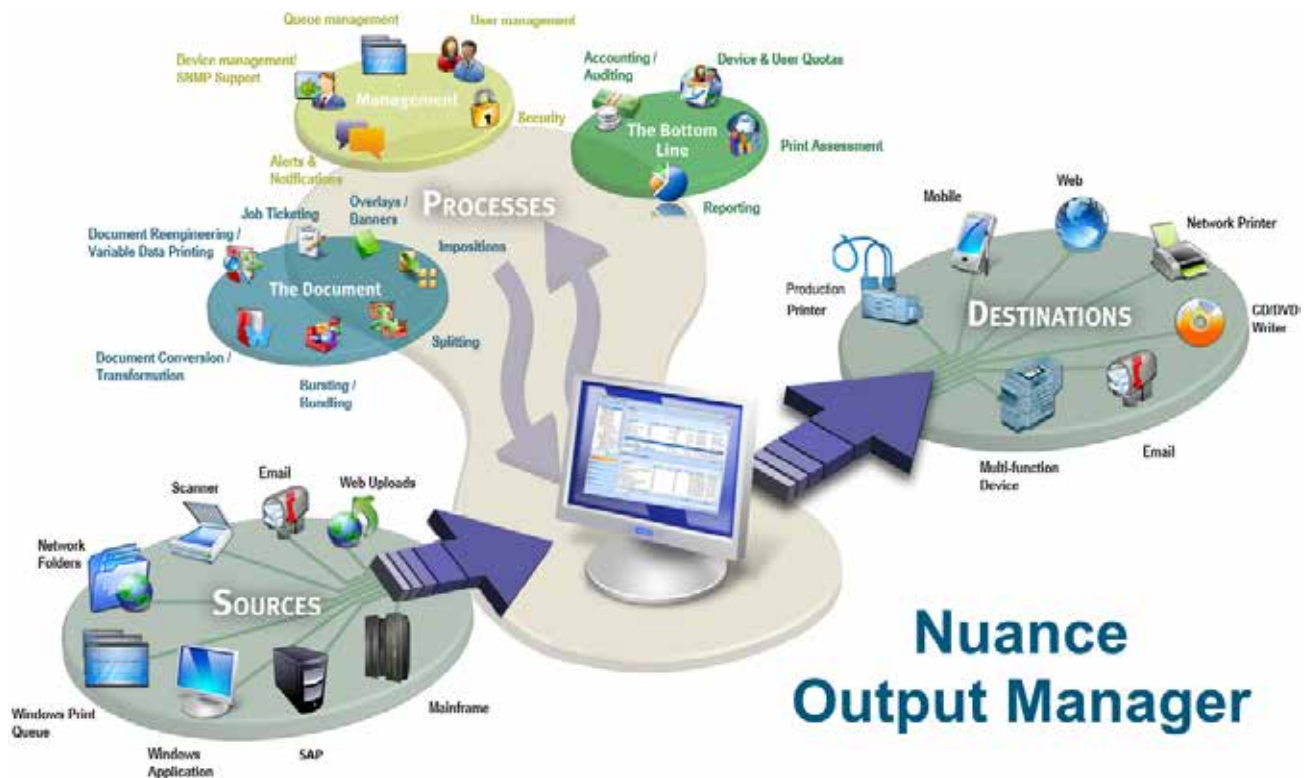 Queue management
User management
Device management/
SNMP Support
Management
Security
Alerts &
Notifications
Accounting /
Auditing
Device & User Quotas
The Bottom
Line
Print Assessment
Reporting
PROCESSES
Job Ticketing
Overlays /
Banners
Document Reengineering /
Variable Data Printing
Impositions
The Document
Splitting
Document Conversion /
Transformation
Bursting /
Bundling
Mobile
Web
Network Printer
Production
Printer
DESTINATIONS
CD/DVD
Writer
Multi-function
Device
Email
Scanner
Email
Web Uploads
Network
Folders
SOURCES
Windows Print
Queue
Windows
Application
SAP
Mainframe
Nuance
Output Manager